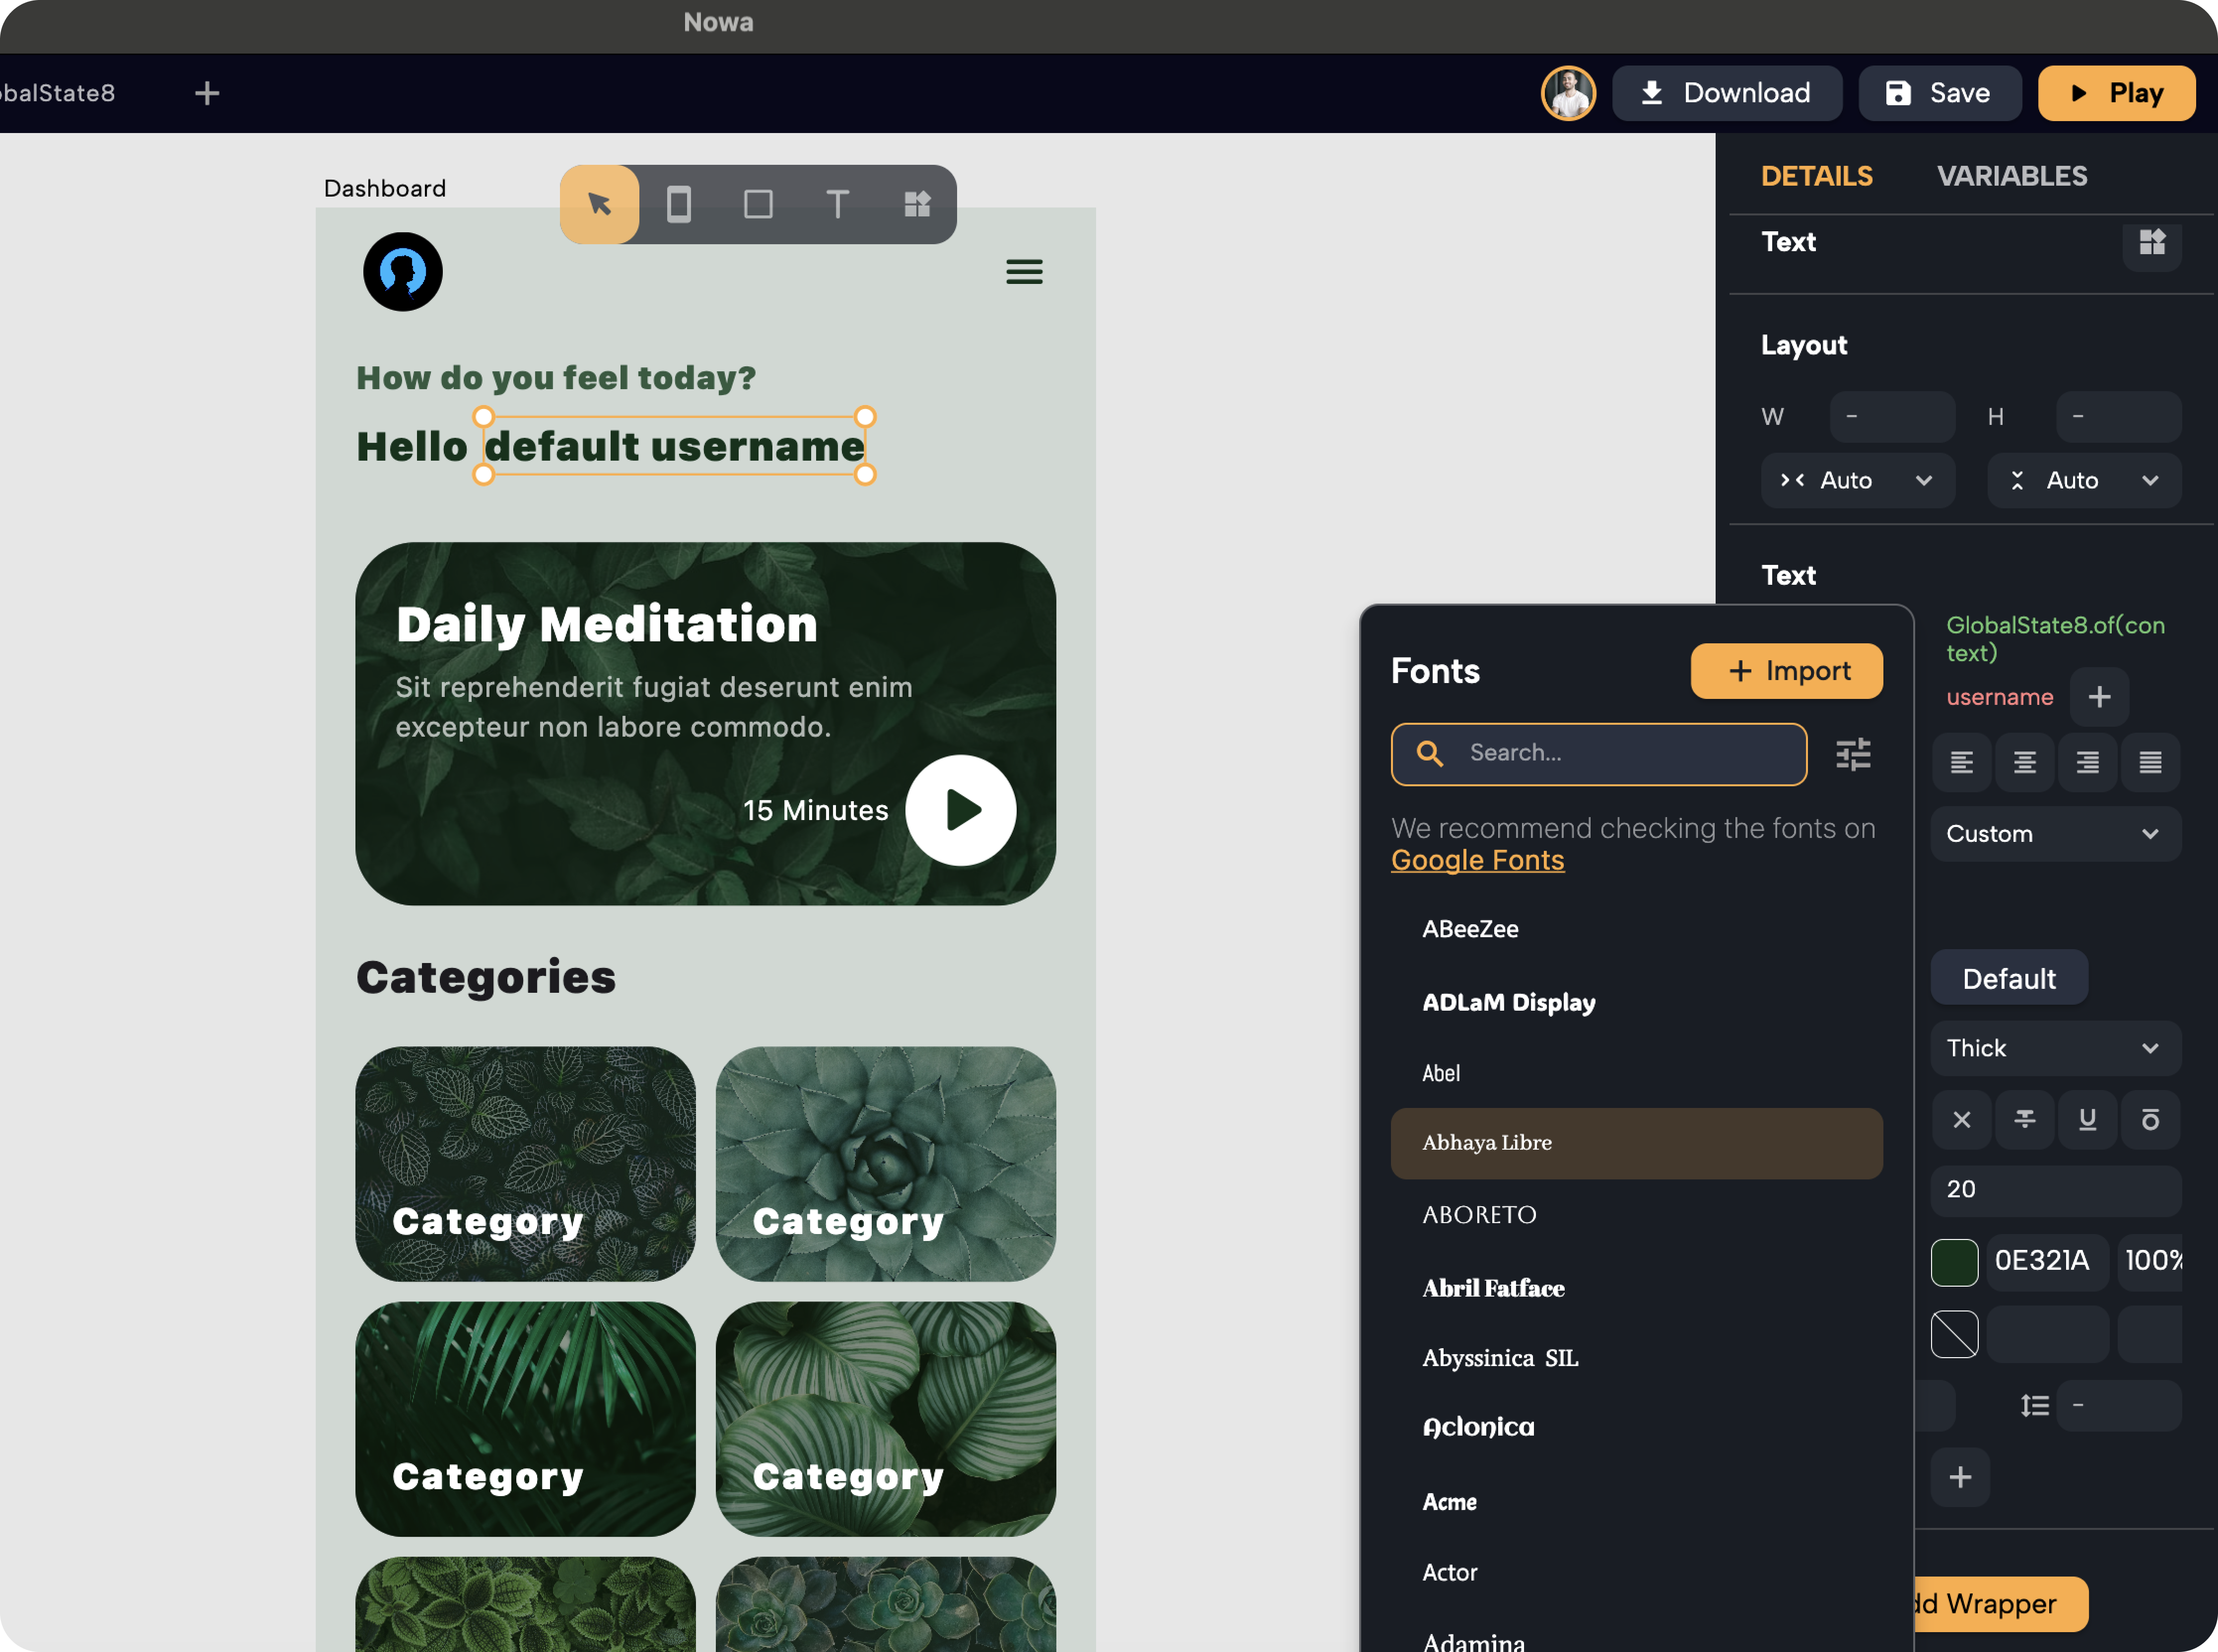 Nowa
obalState8
Download
Save
Play
DETAILS
VARIABLES
Dashboard
Text
Layout
W
–
H
–
Auto
Auto
How do you feel today?
Hello default username
Text
GlobalState8.of(con
text)
username
Daily Meditation
Sit reprehenderit fugiat deserunt enim
excepteur non labore commodo.
15 Minutes
Fonts
Import
Search...
We recommend checking the fonts on
Google Fonts
ABeeZee
ADLaM Display
Abel
Abhaya Libre
ABORETO
Abril Fatface
Abyssinica SIL
Aclonica
Acme
Actor
Adamina
Custom
Default
Thick
20
0E321A
100%
–
dd Wrapper
Categories
Category
Category
Category
Category